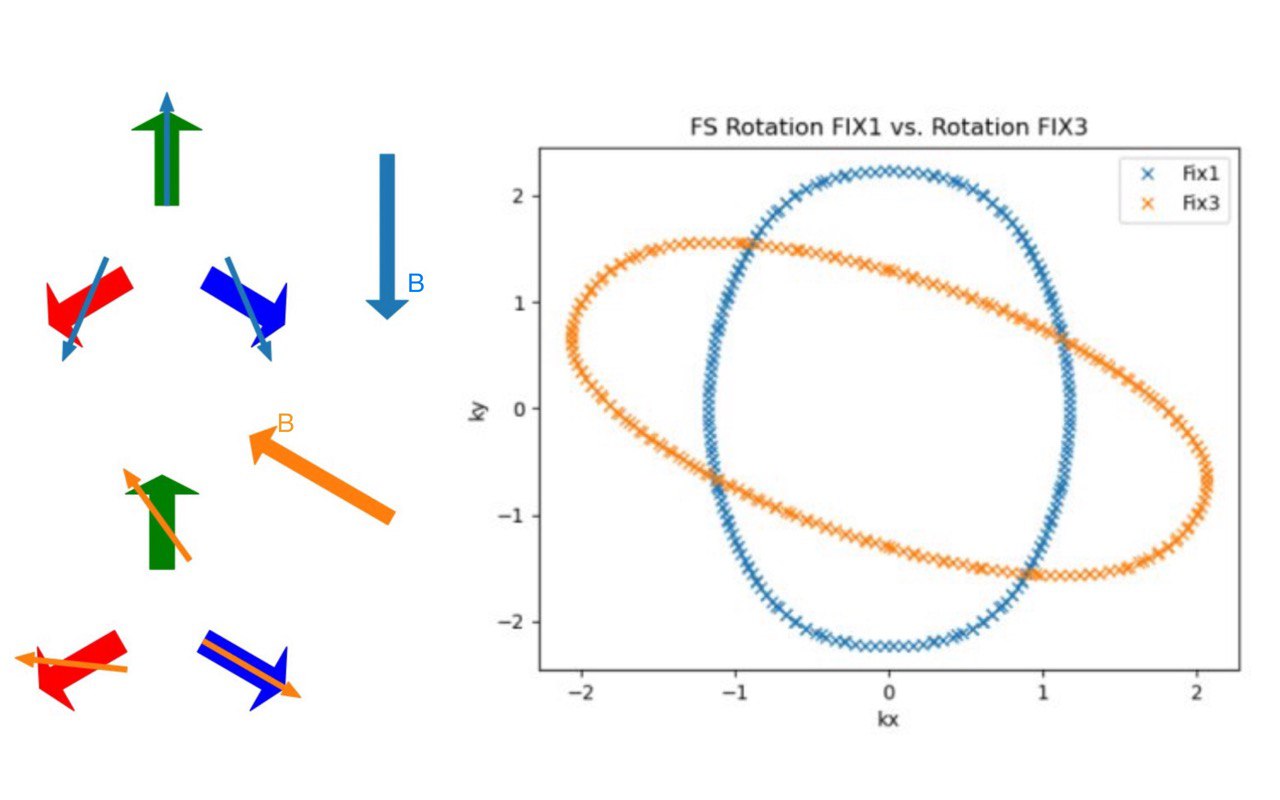 B
B
FS Rotation FIX1 vs. Rotation FIX3
Fix1
Fix3
2
1
0
−1
−2
ky
−2 −1 0 1 2
kx